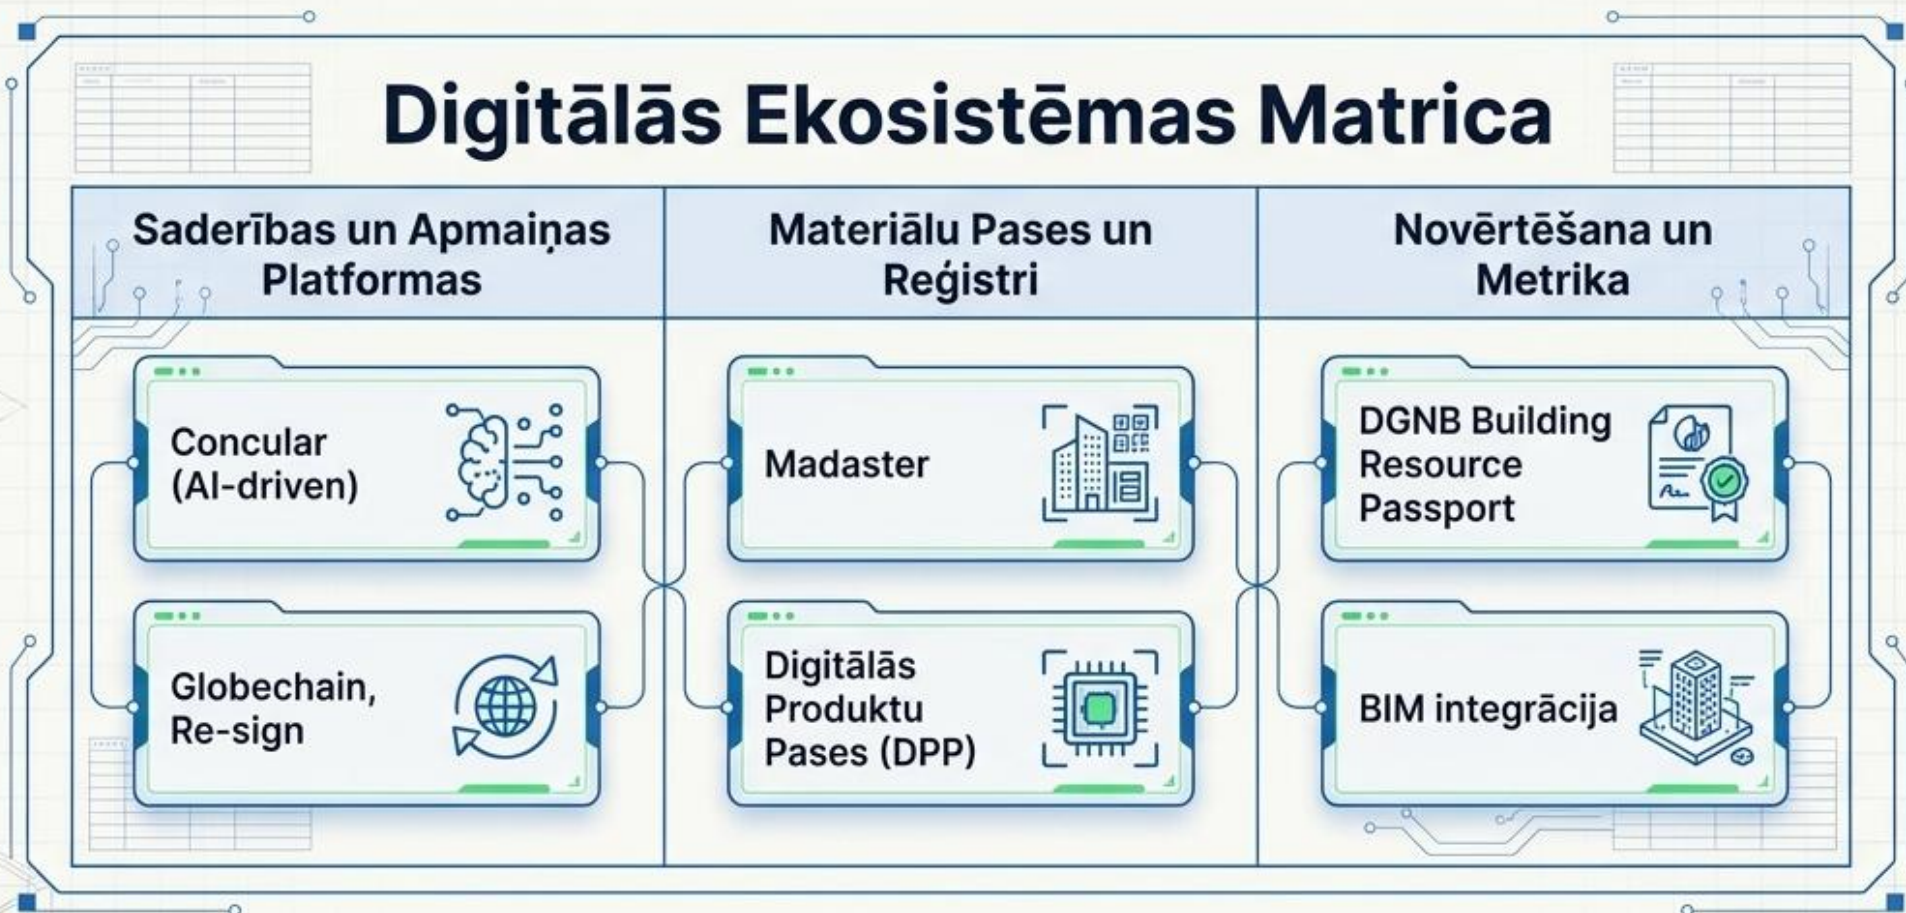 Digitālās Ekosistēmas Matrica
Saderības un Apmaiņas
Platformas
Materiālu Pases un
Reģistri
Novērtēšana un
Metrika
Concular
(AI-driven)
Madaster
DGNB Building
Resource
Passport
Globechain,
Re-sign
Digitālās
Produktu
Pases (DPP)
BIM integrācija